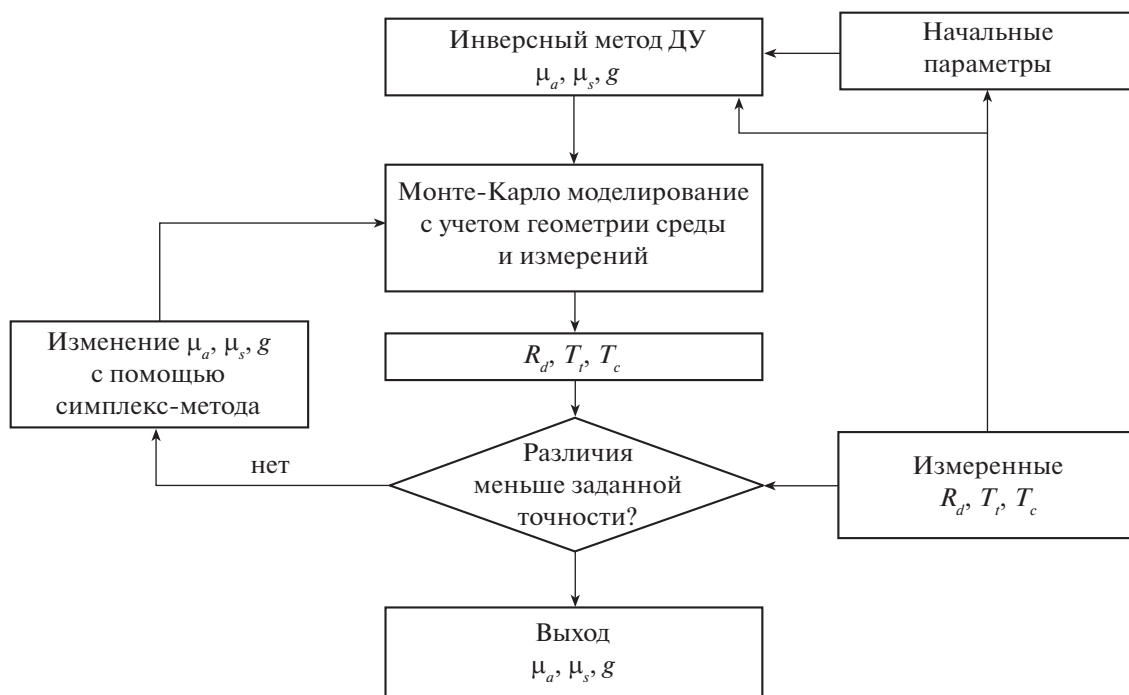 Инверсный метод ДУ
μa, μs, g
Начальные
параметры
Монте-Карло моделирование
с учетом геометрии среды
и измерений
Изменение μa, μs, g
с помощью
симплекс-метода
Rd, Tt, Tc
нет
Различия
меньше заданной
точности?
Измеренные
Rd, Tt, Tc
Выход
μa, μs, g